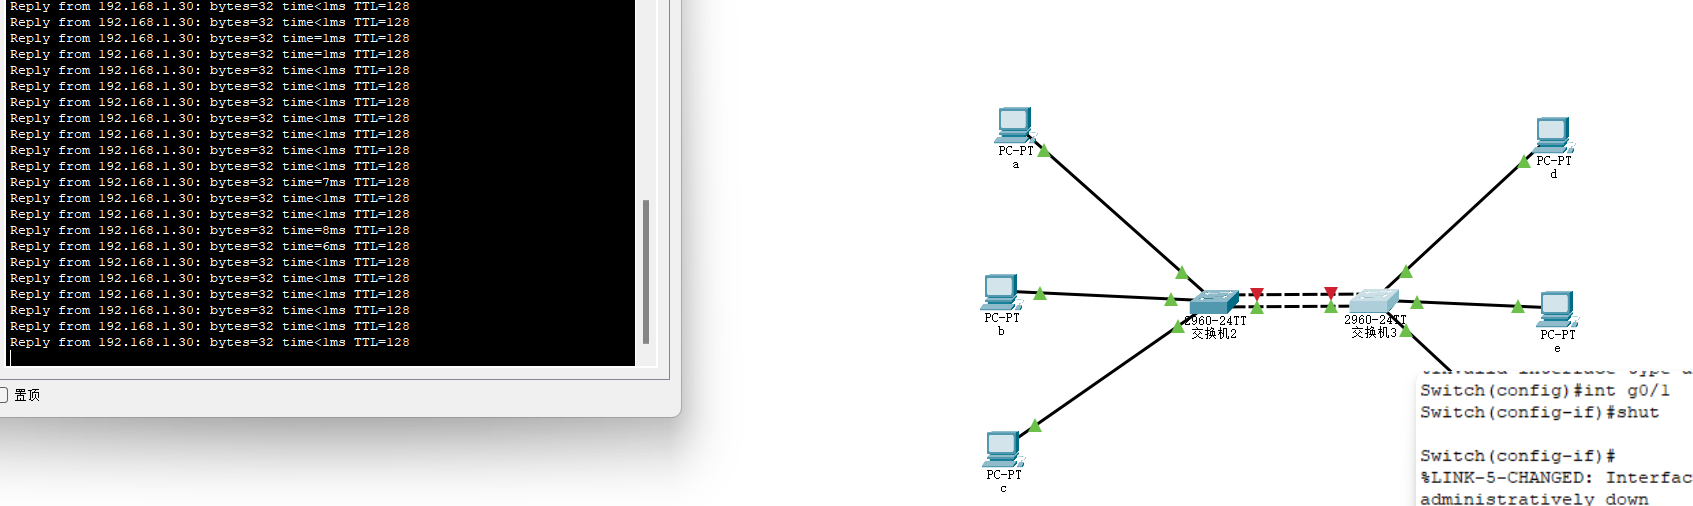 Reply from 192.168.1.30: bytes=32 time<1ms TTL=128
Reply from 192.168.1.30: bytes=32 time<1ms TTL=128
Reply from 192.168.1.30: bytes=32 time=1ms TTL=128
Reply from 192.168.1.30: bytes=32 time=1ms TTL=128
Reply from 192.168.1.30: bytes=32 time<1ms TTL=128
Reply from 192.168.1.30: bytes=32 time<1ms TTL=128
Reply from 192.168.1.30: bytes=32 time<1ms TTL=128
Reply from 192.168.1.30: bytes=32 time<1ms TTL=128
Reply from 192.168.1.30: bytes=32 time<1ms TTL=128
Reply from 192.168.1.30: bytes=32 time<1ms TTL=128
Reply from 192.168.1.30: bytes=32 time<1ms TTL=128
Reply from 192.168.1.30: bytes=32 time=7ms TTL=128
Reply from 192.168.1.30: bytes=32 time<1ms TTL=128
Reply from 192.168.1.30: bytes=32 time<1ms TTL=128
Reply from 192.168.1.30: bytes=32 time=8ms TTL=128
Reply from 192.168.1.30: bytes=32 time=6ms TTL=128
Reply from 192.168.1.30: bytes=32 time<1ms TTL=128
Reply from 192.168.1.30: bytes=32 time<1ms TTL=128
Reply from 192.168.1.30: bytes=32 time<1ms TTL=128
Reply from 192.168.1.30: bytes=32 time<1ms TTL=128
Reply from 192.168.1.30: bytes=32 time<1ms TTL=128
Reply from 192.168.1.30: bytes=32 time<1ms TTL=128
置顶
PC-PT
a
PC-PT
d
PC-PT
b
2960-24TT
交换机2
2960-24TT
交换机3
PC-PT
e
PC-PT
c
Switch(config)#int g0/1
Switch(config-if)#shut
Switch(config-if)#
%LINK-5-CHANGED: Interfac
administratively down